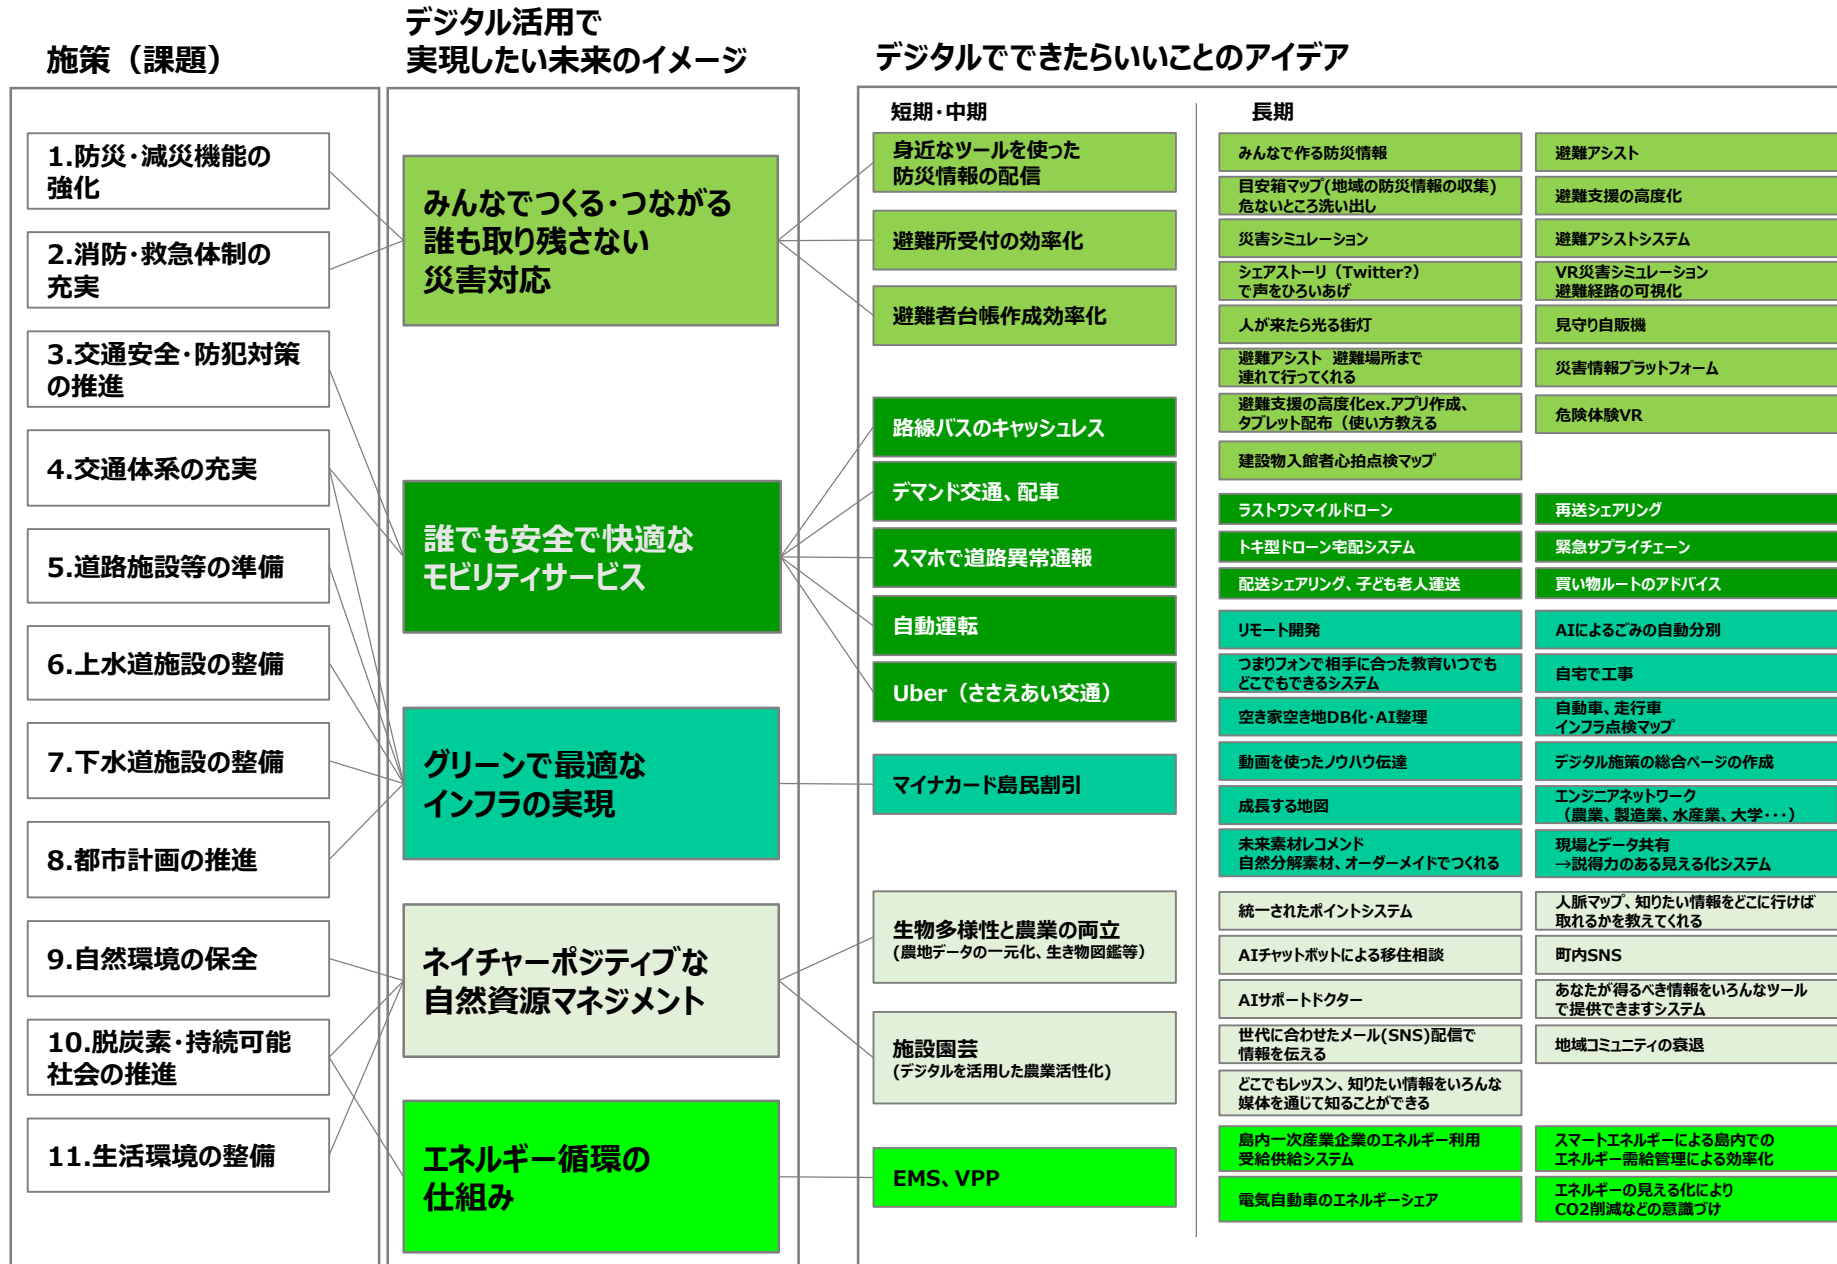 施策（課題）
デジタル活用で
実現したい未来のイメージ
デジタルでできたらいいことのアイデア
1.防災・減災機能の
強化
2.消防・救急体制の
充実
3.交通安全・防犯対策
の推進
4.交通体系の充実
5.道路施設等の準備
6.上水道施設の整備
7.下水道施設の整備
8.都市計画の推進
9.自然環境の保全
10.脱炭素・持続可能
社会の推進
11.生活環境の整備
みんなでつくる・つながる
誰も取り残さない
災害対応
誰でも安全で快適な
モビリティサービス
グリーンで最適な
インフラの実現
ネイチャーポジティブな
自然資源マネジメント
エネルギー循環の
仕組み
短期・中期
身近なツールを使った
防災情報の配信
避難所受付の効率化
避難者台帳作成効率化
路線バスのキャッシュレス
デマンド交通、配車
スマホで道路異常通報
自動運転
Uber（ささえあい交通）
マイナカード島民割引
生物多様性と農業の両立
(農地データの一元化、生き物図鑑等)
施設園芸
(デジタルを活用した農業活性化)
EMS、VPP
長期
みんなで作る防災情報
目安箱マップ(地域の防災情報の収集)
危ないところ洗い出し
災害シミュレーション
シェアストーリ（Twitter?）
で声をひろいあげ
人が来たら光る街灯
避難アシスト　避難場所まで
連れて行ってくれる
避難支援の高度化ex.アプリ作成、
タブレット配布（使い方教える
建設物入館者心拍点検マップ
避難アシスト
避難支援の高度化
避難アシストシステム
VR災害シミュレーション
避難経路の可視化
見守り自販機
災害情報プラットフォーム
危険体験VR
ラストワンマイルドローン
トキ型ドローン宅配システム
配送シェアリング、子ども老人運送
再送シェアリング
緊急サプライチェーン
買い物ルートのアドバイス
リモート開発
つまりフォンで相手に合った教育いつでも
どこでもできるシステム
空き家空き地DB化・AI整理
動画を使ったノウハウ伝達
成長する地図
未来素材レコメンド
自然分解素材、オーダーメイドでつくれる
AIによるごみの自動分別
自宅で工事
自動車、走行車
インフラ点検マップ
デジタル施策の総合ページの作成
エンジニアネットワーク
（農業、製造業、水産業、大学・・・）
現場とデータ共有
→説得力のある見える化システム
統一されたポイントシステム
AIチャットボットによる移住相談
AIサポートドクター
世代に合わせたメール(SNS)配信で
情報を伝える
どこでもレッスン、知りたい情報をいろんな
媒体を通じて知ることができる
人脈マップ、知りたい情報をどこに行けば
取れるかを教えてくれる
町内SNS
あなたが得るべき情報をいろんなツール
で提供できますシステム
地域コミュニティの衰退
島内一次産業企業のエネルギー利用
受給供給システム
電気自動車のエネルギーシェア
スマートエネルギーによる島内での
エネルギー需給管理による効率化
エネルギーの見える化により
CO2削減などの意識づけ